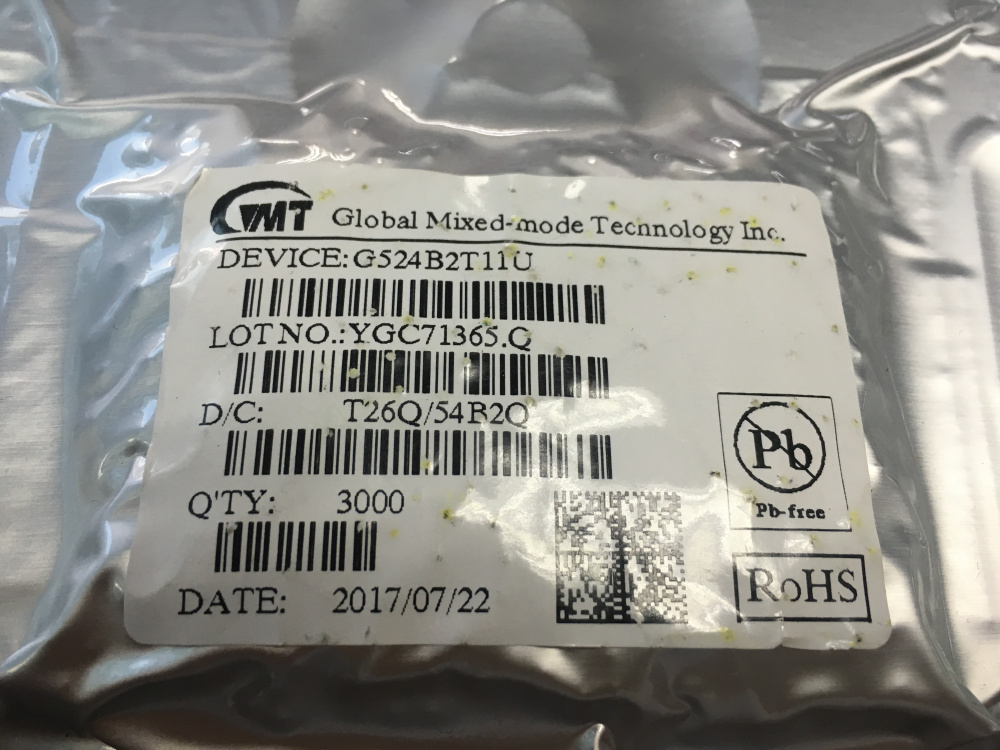 GMT Global Mixed-mode Technology Inc.
DEVICE: G524B2T11U
LOT NO.: YGC71365.Q
D/C: T26Q/54B2Q
Q'TY: 3000
DATE: 2017/07/22
Pb
Pb-free
RoHS